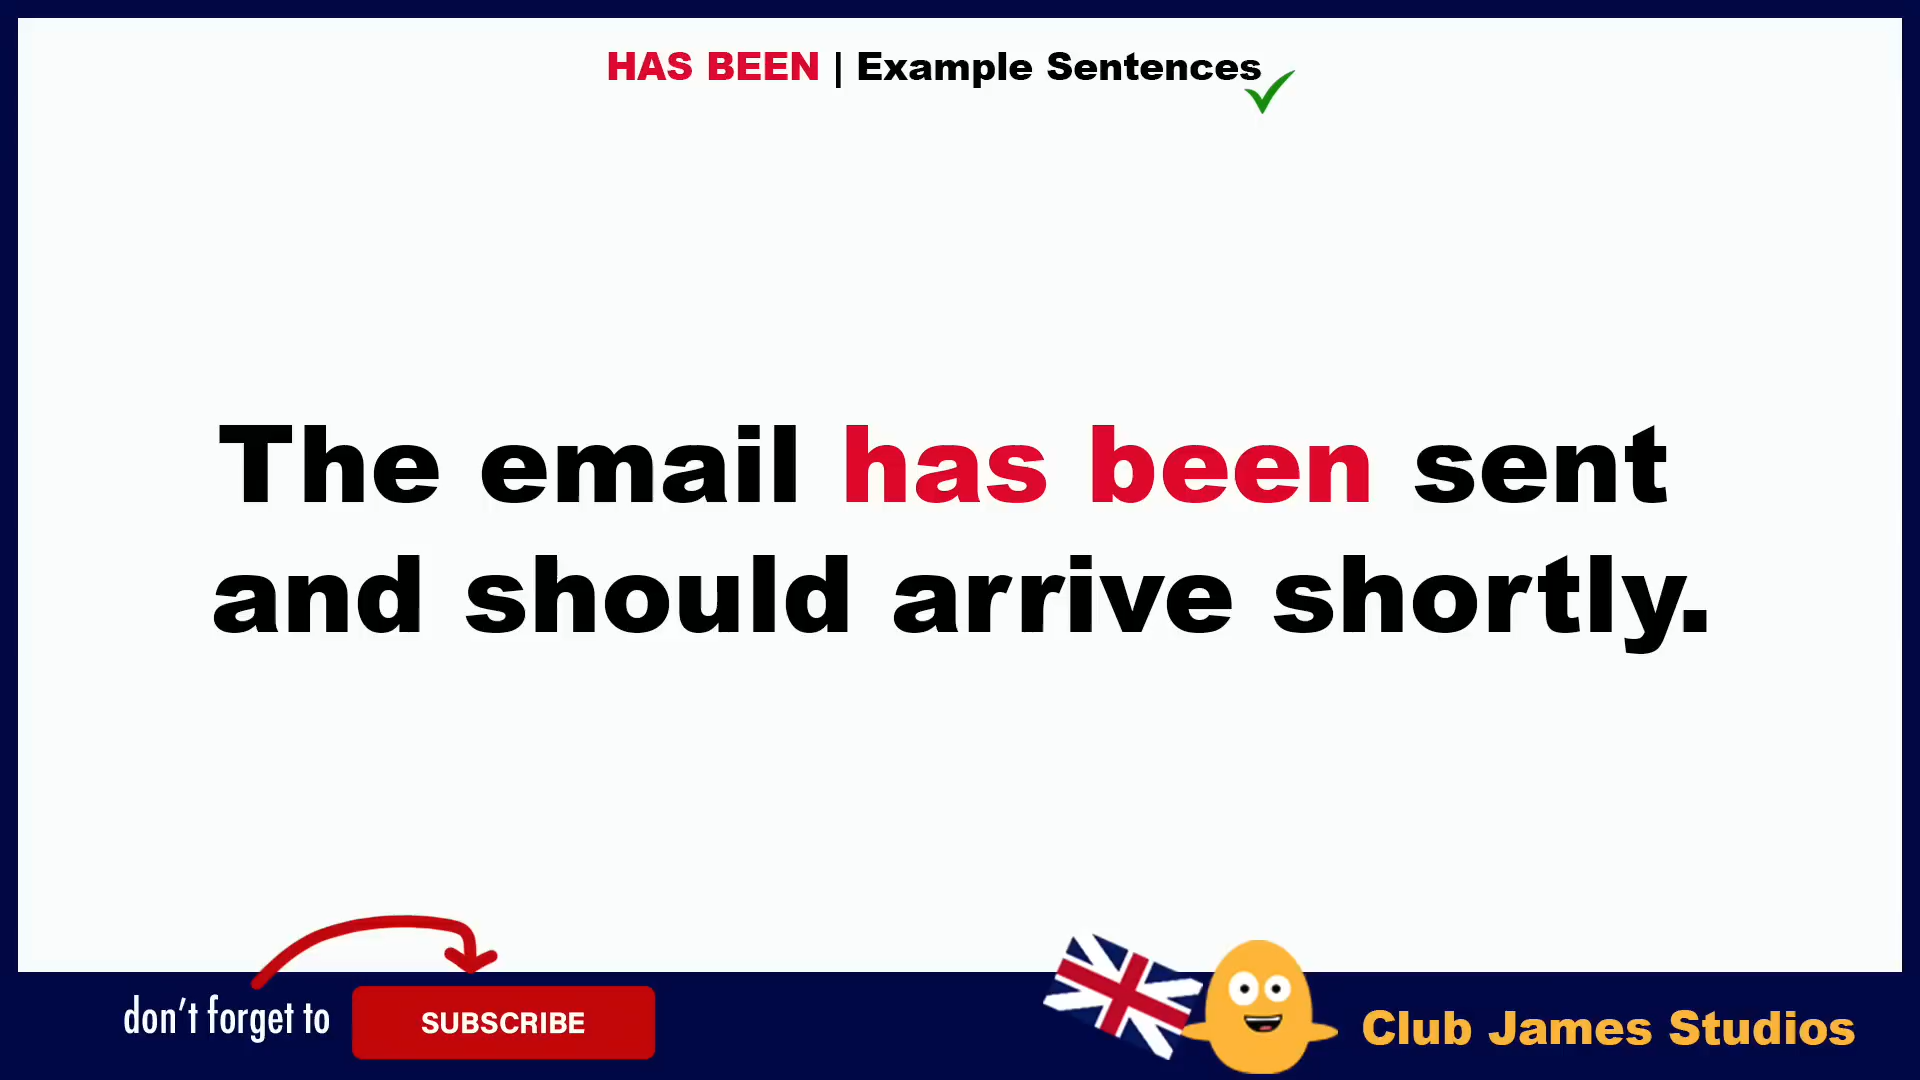 HAS BEEN | Example Sentences
The email has been sent
and should arrive shortly.
don't forget to
SUBSCRIBE
Club James Studios